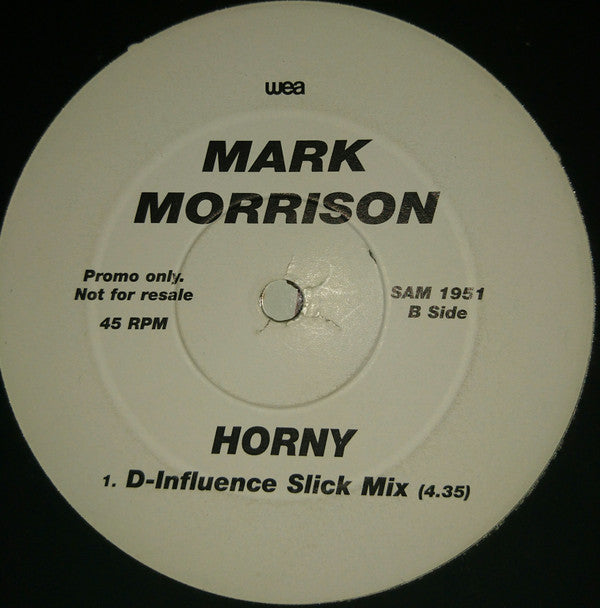 wea
MARK
MORRISON
Promo only.
Not for resale
45 RPM
SAM 1951
B Side
HORNY
1. D-Influence Slick Mix (4.35)